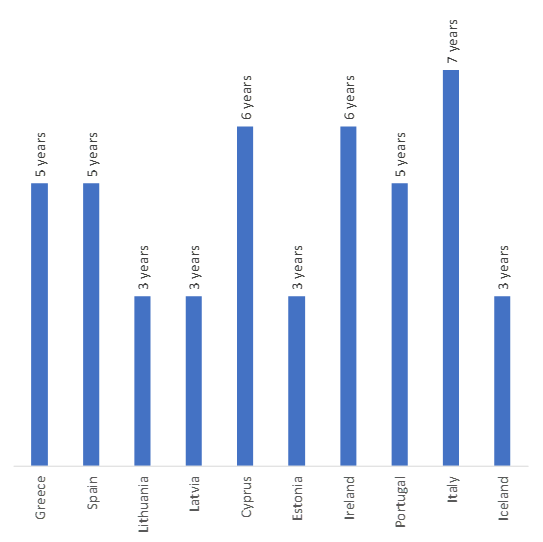 5 years
5 years
3 years
3 years
6 years
3 years
6 years
5 years
7 years
3 years
Greece
Spain
Lithuania
Latvia
Cyprus
Estonia
Ireland
Portugal
Italy
Iceland